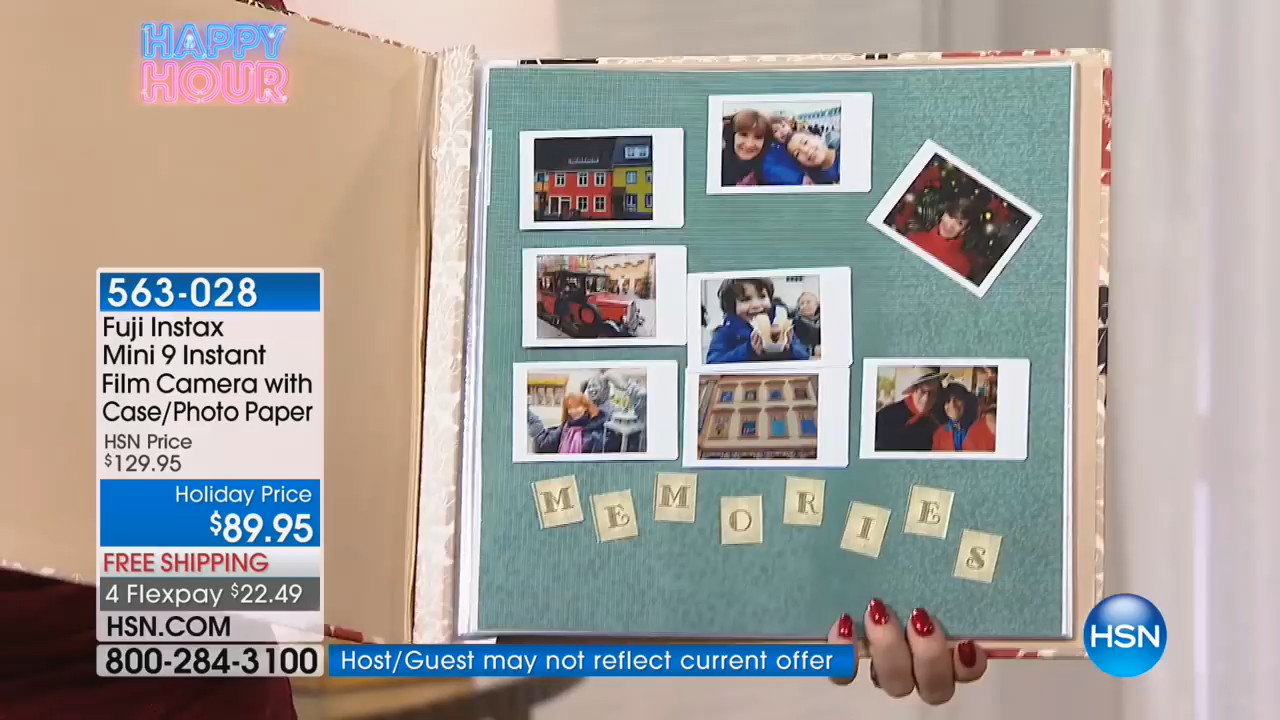 HAPPY
HOUR
563-028
Fuji Instax
Mini 9 Instant
Film Camera with
Case/Photo Paper
HSN Price
$129.95
Holiday Price
$89.95
FREE SHIPPING
4 Flexpay $22.49
HSN.COM
800-284-3100
Host/Guest may not reflect current offer
MEMORIES
HSN